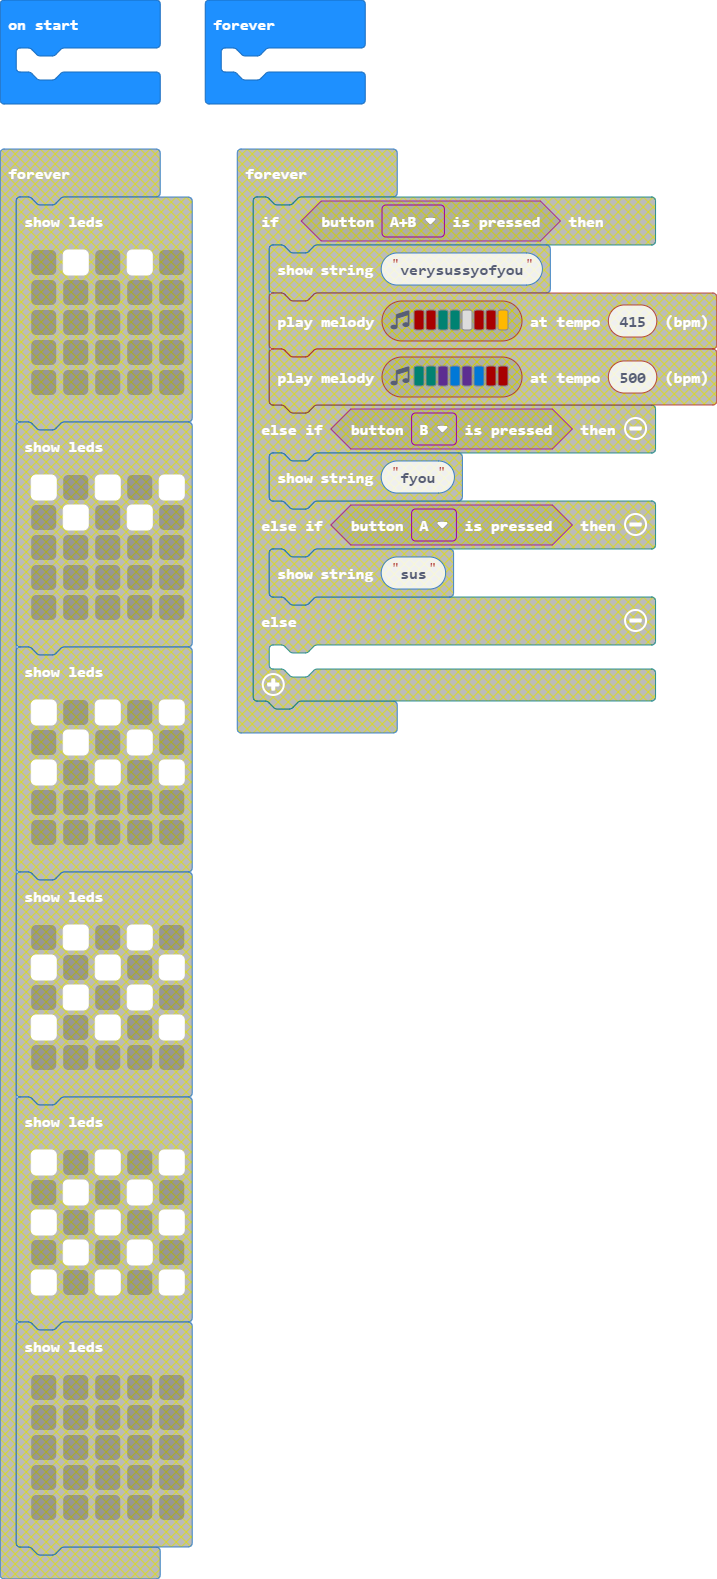 on start
forever
forever
show leds
show leds
show leds
show leds
show leds
show leds
forever
if button A+B is pressed then
show string "verysussyofyou"
play melody at tempo 415 (bpm)
play melody at tempo 500 (bpm)
else if button B is pressed then
show string "fyou"
else if button A is pressed then
show string "sus"
else